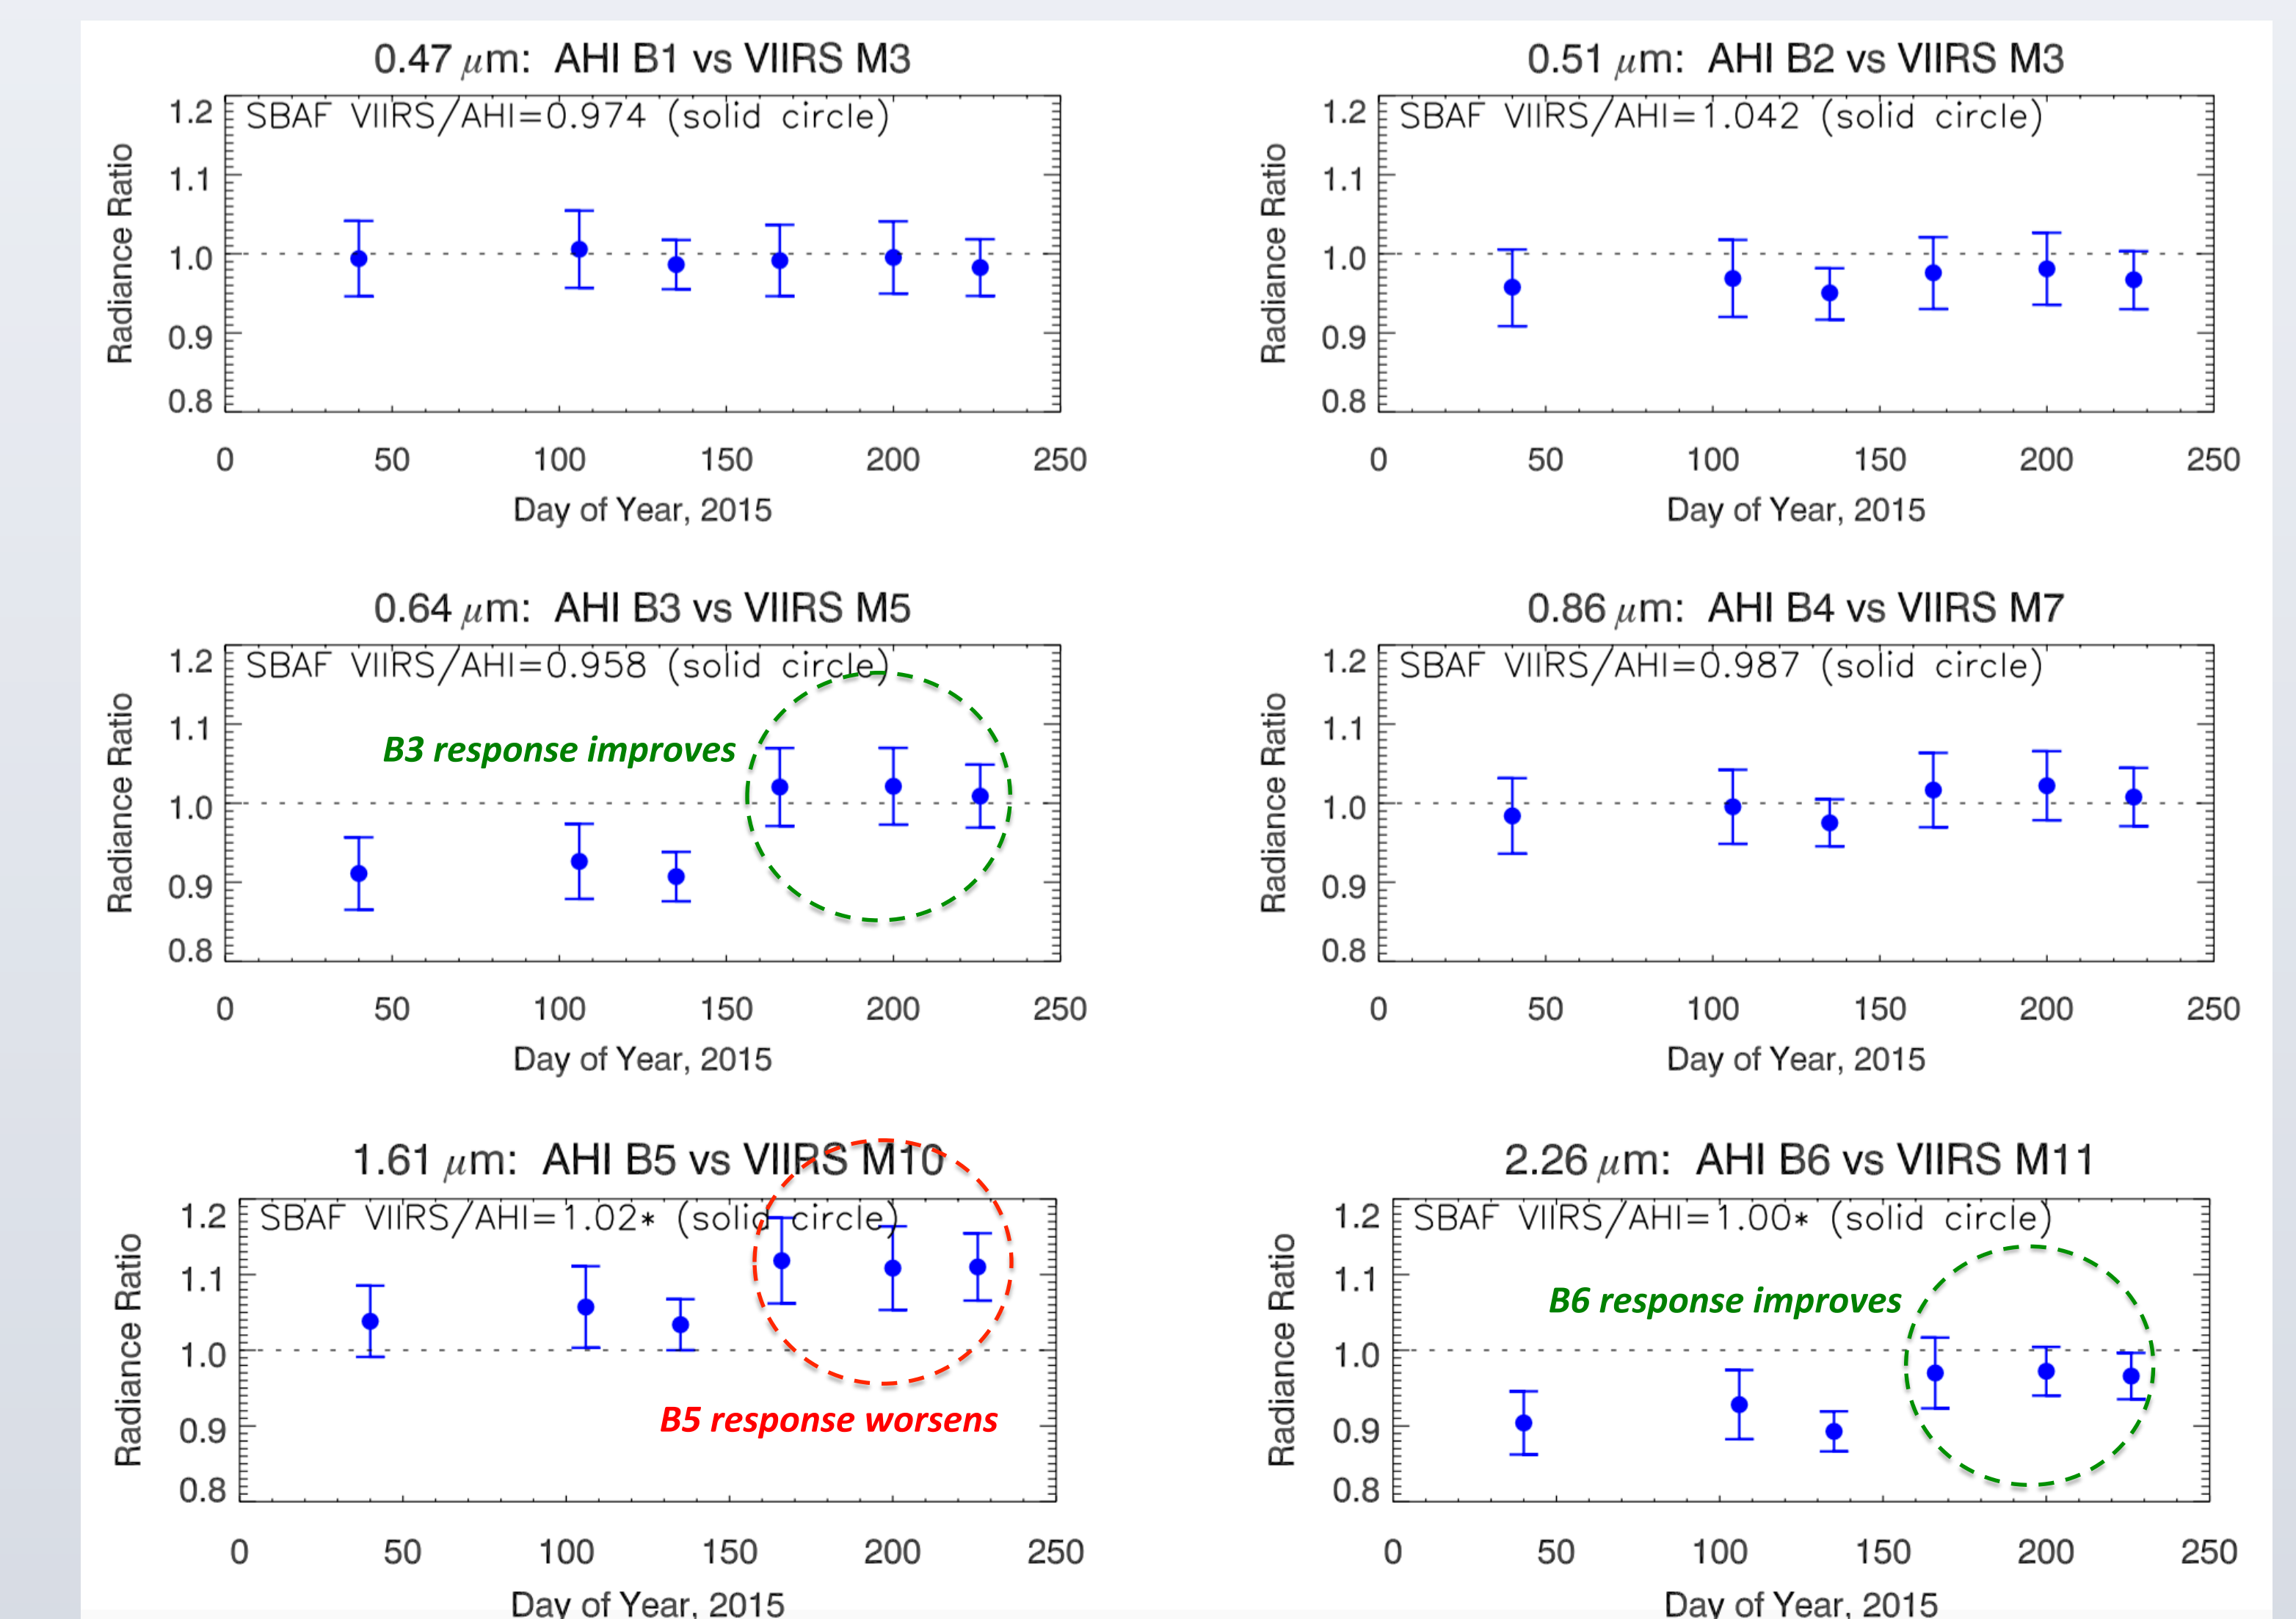 0.47 μm: AHI B1 vs VIIRS M3
SBAF VIIRS/AHI=0.974 (solid circle)
Radiance Ratio
1.2
1.1
1.0
0.9
0.8
0 50 100 150 200 250
Day of Year, 2015
0.51 μm: AHI B2 vs VIIRS M3
SBAF VIIRS/AHI=1.042 (solid circle)
Radiance Ratio
1.2
1.1
1.0
0.9
0.8
0 50 100 150 200 250
Day of Year, 2015
0.64 μm: AHI B3 vs VIIRS M5
SBAF VIIRS/AHI=0.958 (solid circle)
B3 response improves
Radiance Ratio
1.2
1.1
1.0
0.9
0.8
0 50 100 150 200 250
Day of Year, 2015
0.86 μm: AHI B4 vs VIIRS M7
SBAF VIIRS/AHI=0.987 (solid circle)
Radiance Ratio
1.2
1.1
1.0
0.9
0.8
0 50 100 150 200 250
Day of Year, 2015
1.61 μm: AHI B5 vs VIIRS M10
SBAF VIIRS/AHI=1.02* (solid circle)
B5 response worsens
Radiance Ratio
1.2
1.1
1.0
0.9
0.8
0 50 100 150 200 250
Day of Year, 2015
2.26 μm: AHI B6 vs VIIRS M11
SBAF VIIRS/AHI=1.00* (solid circle)
B6 response improves
Radiance Ratio
1.2
1.1
1.0
0.9
0.8
0 50 100 150 200 250
Day of Year, 2015